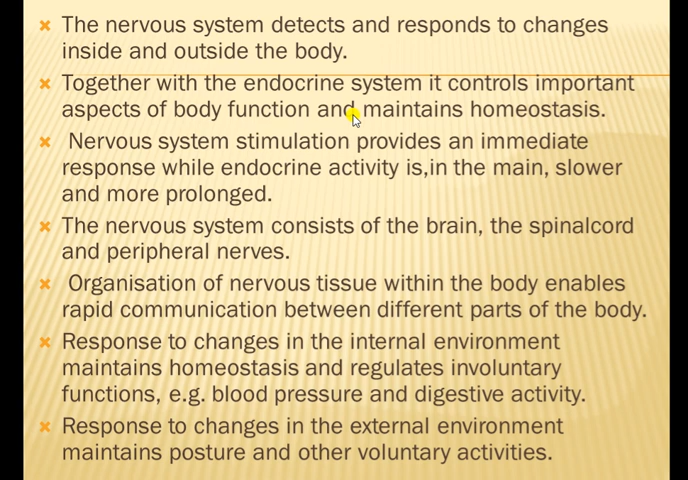 The nervous system detects and responds to changes
inside and outside the body.
Together with the endocrine system it controls important
aspects of body function and maintains homeostasis.
Nervous system stimulation provides an immediate
response while endocrine activity is,in the main, slower
and more prolonged.
The nervous system consists of the brain, the spinalcord
and peripheral nerves.
Organisation of nervous tissue within the body enables
rapid communication between different parts of the body.
Response to changes in the internal environment
maintains homeostasis and regulates involuntary
functions, e.g. blood pressure and digestive activity.
Response to changes in the external environment
maintains posture and other voluntary activities.